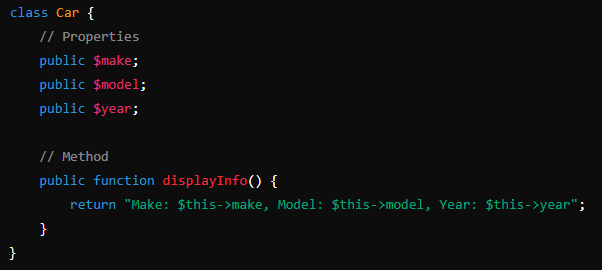 class Car {
    // Properties
    public $make;
    public $model;
    public $year;

    // Method
    public function displayInfo() {
        return "Make: $this->make, Model: $this->model, Year: $this->year";
    }
}